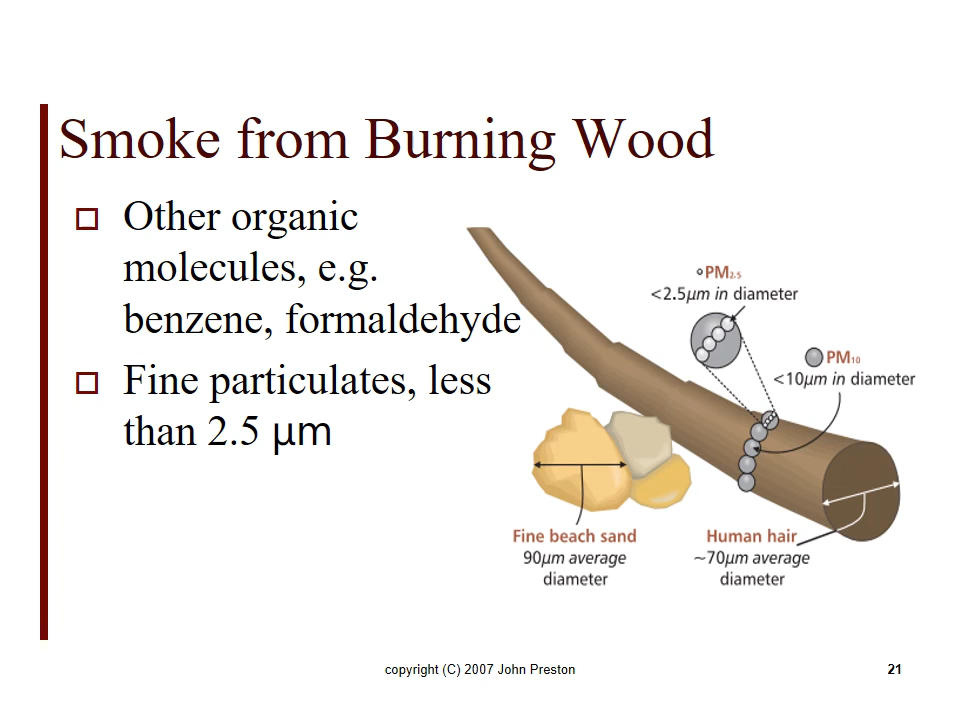 Smoke from Burning Wood
Other organic
molecules, e.g.
benzene, formaldehyde
Fine particulates, less
than 2.5 µm
PM2.5
<2.5µm in diameter
PM10
<10µm in diameter
Fine beach sand
90µm average
diameter
Human hair
~70µm average
diameter
copyright (C) 2007 John Preston
21